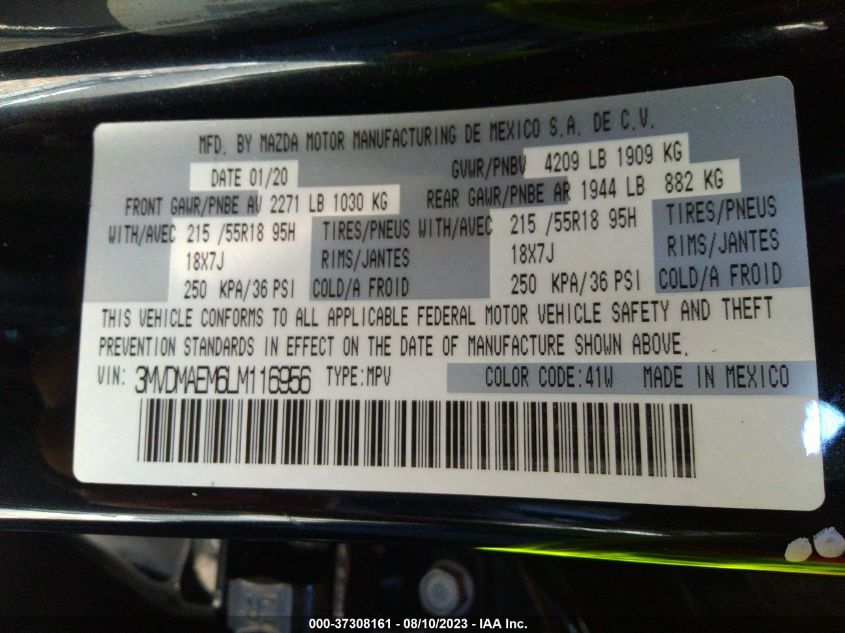 MFD. BY MAZDA MOTOR MANUFACTURING DE MEXICO S.A. DE C.V.
DATE 01/20 GVWR/PNBV 4209 LB 1909 KG
FRONT GAWR/PNBE AV 2271 LB 1030 KG REAR GAWR/PNBE AR 1944 LB 882 KG
WITH/AVEC 215 /55R18 95H TIRES/PNEUS WITH/AVEC 215 /55R18 95H TIRES/PNEUS
18X7J RIMS/JANTES 18X7J RIMS/JANTES
250 KPA/36 PSI COLD/A FROID 250 KPA/36 PSI COLD/A FROID
THIS VEHICLE CONFORMS TO ALL APPLICABLE FEDERAL MOTOR VEHICLE SAFETY AND THEFT
PREVENTION STANDARDS IN EFFECT ON THE DATE OF MANUFACTURE SHOWN ABOVE.
VIN: 3MVDMAEM6LM116956 TYPE:MPV COLOR CODE:41W MADE IN MEXICO
000-37308161 - 08/10/2023 - IAA Inc.